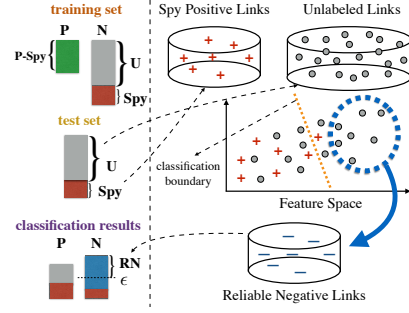 training set
P N
P-Spy
U
Spy
test set
U
Spy
classification results
P N
RN
ϵ
Spy Positive Links
Unlabeled Links
classification
boundary
Feature Space
Reliable Negative Links